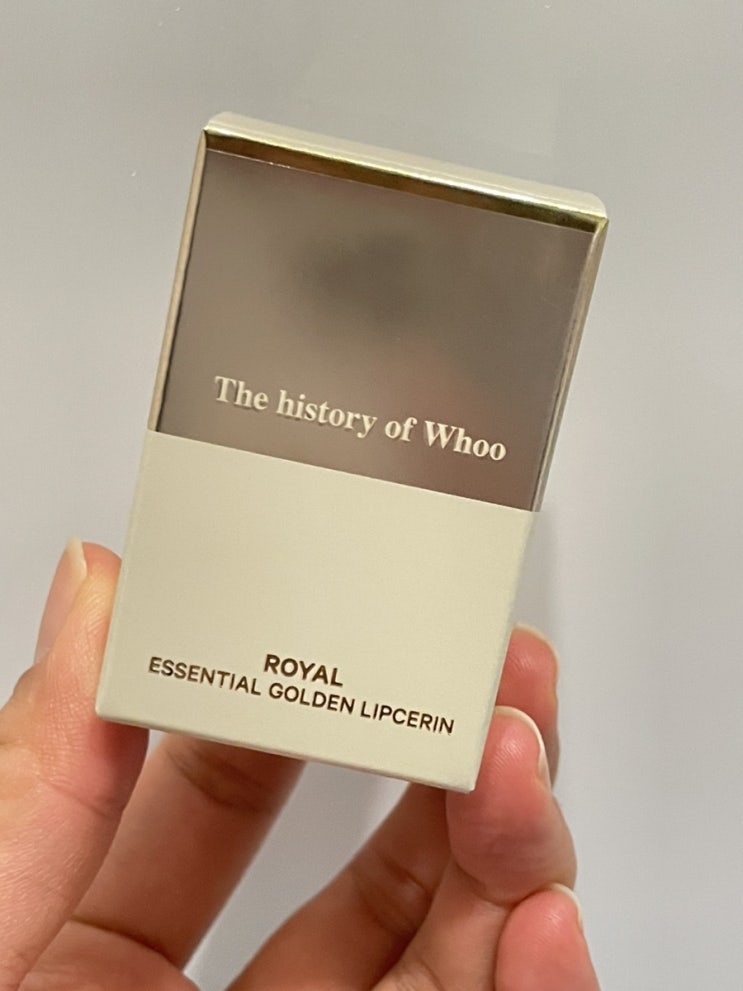 The history of Whoo
ROYAL
ESSENTIAL GOLDEN LIPCERIN